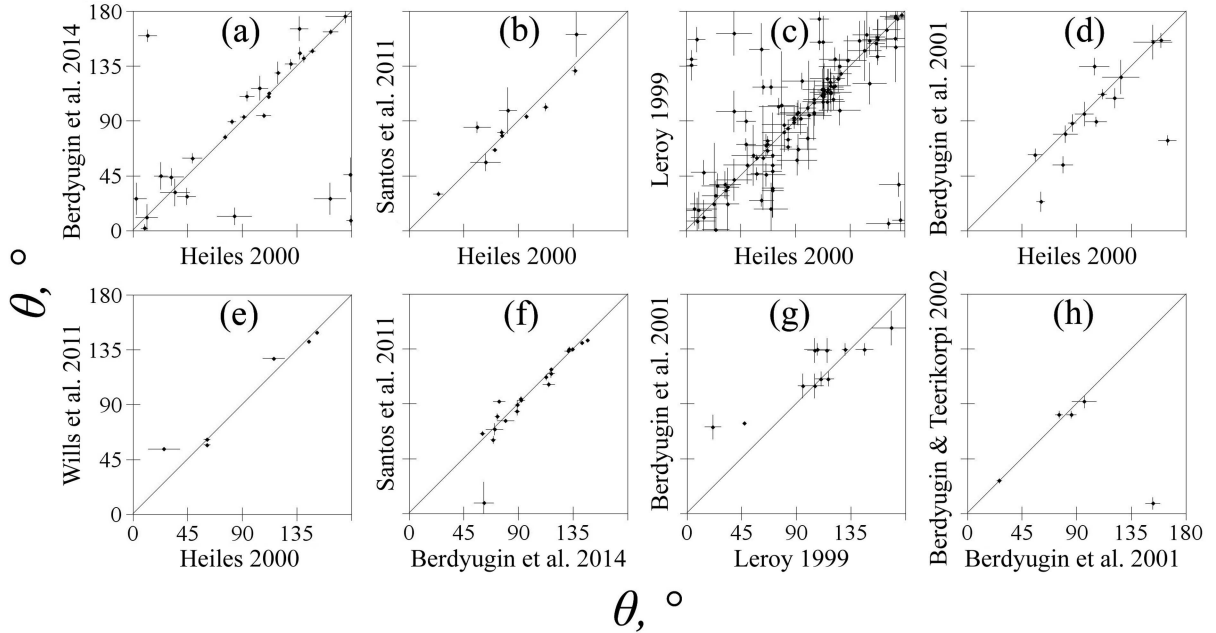 180
135
90
45
0
Berdyugin et al. 2014
(a)
Heiles 2000
Santos et al. 2011
(b)
Heiles 2000
Leroy 1999
(c)
Heiles 2000
Berdyugin et al. 2001
(d)
Heiles 2000
θ, °
180
135
90
45
0
Wills et al. 2011
(e)
0 45 90 135
Heiles 2000
Santos et al. 2011
(f)
0 45 90 135
Berdyugin et al. 2014
Berdyugin et al. 2001
(g)
0 45 90 135
Leroy 1999
Berdyugin & Teerikorpi 2002
(h)
0 45 90 135 180
Berdyugin et al. 2001
θ, °